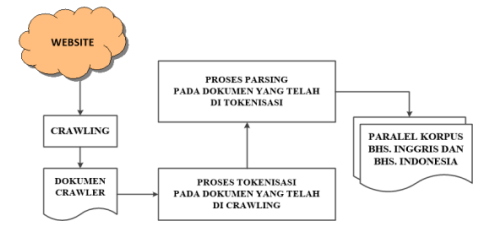 WEBSITE
CRAWLING
DOKUMEN
CRAWLER
PROSES TOKENISASI
PADA DOKUMEN YANG TELAH
DI CRAWLING
PROSES PARSING
PADA DOKUMEN YANG TELAH
DI TOKENISASI
PARALEL KORPUS
BHS. INGGRIS DAN
BHS. INDONESIA